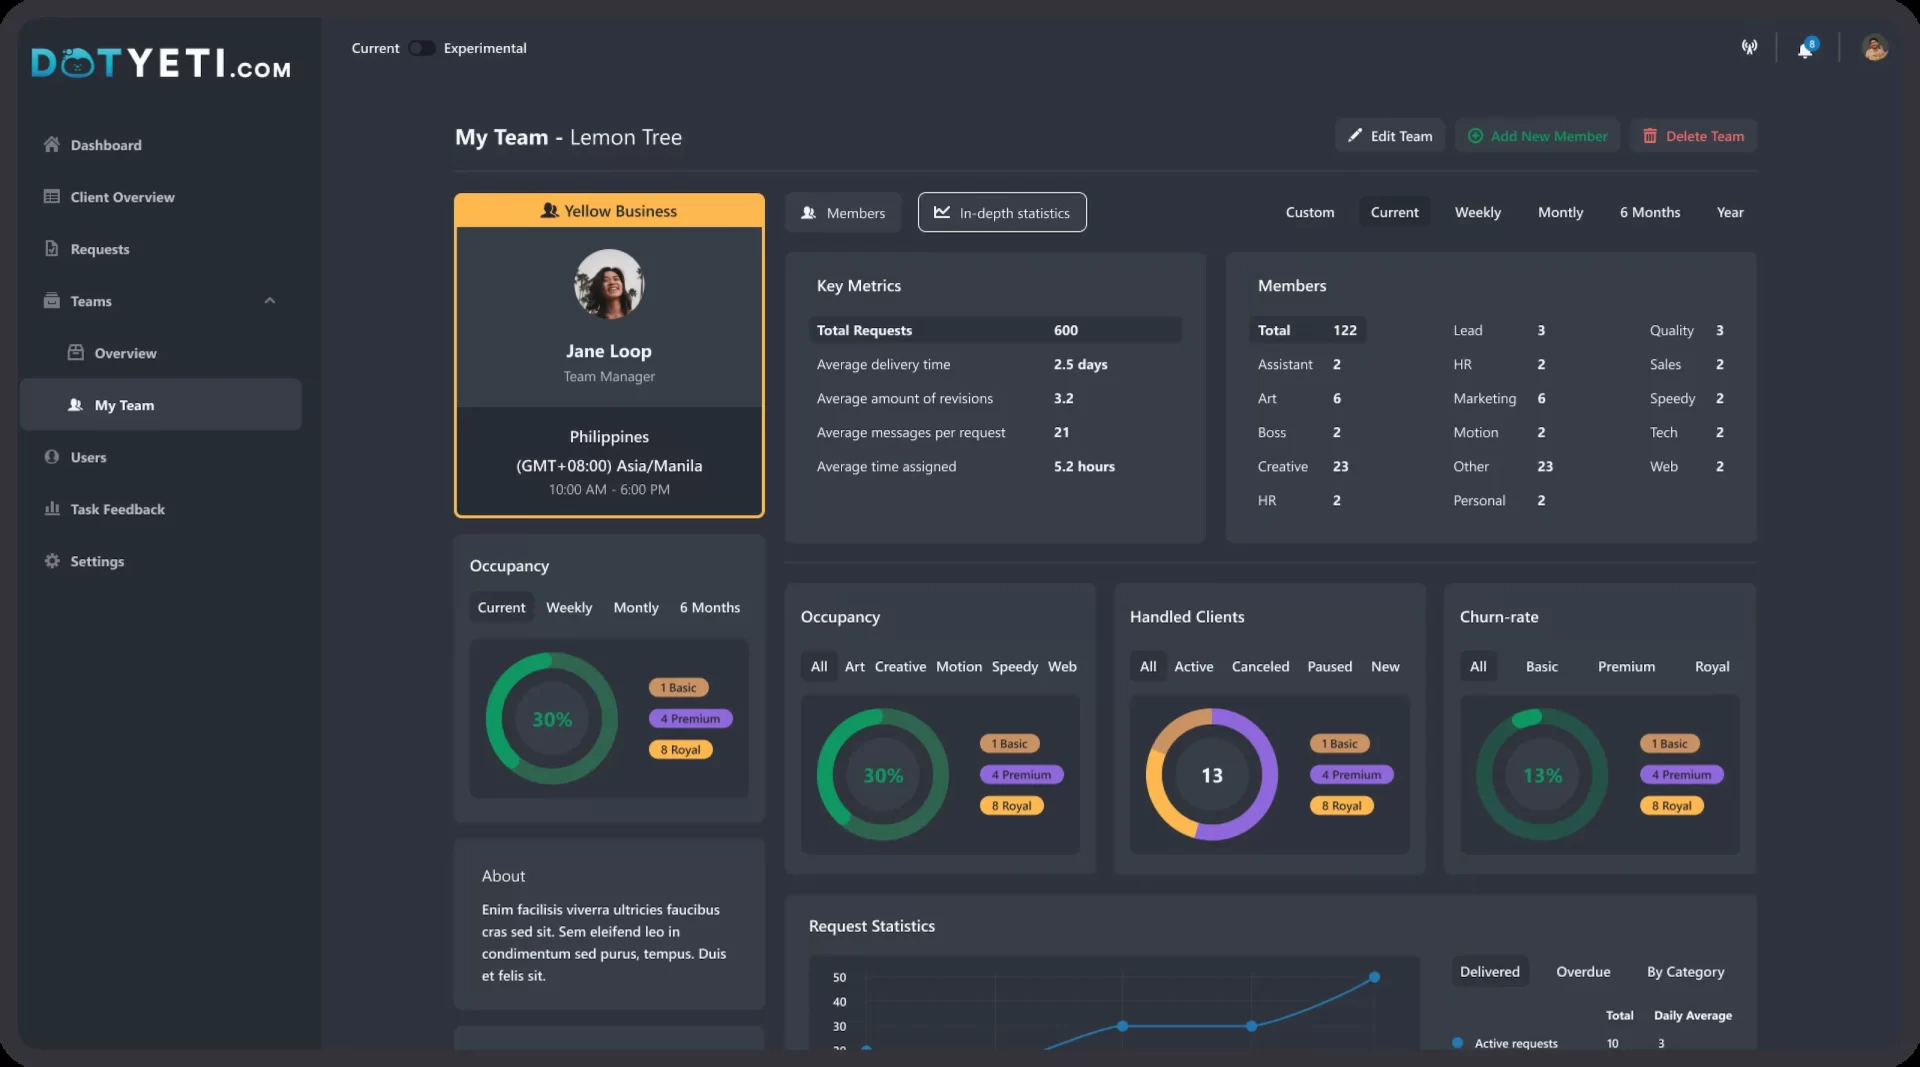 DOTYETI.COM
Current Experimental
8
Dashboard
Client Overview
Requests
Teams
Overview
My Team
Users
Task Feedback
Settings
My Team - Lemon Tree
Edit Team
Add New Member
Delete Team
Yellow Business
Jane Loop
Team Manager
Philippines
(GMT+08:00) Asia/Manila
10:00 AM - 6:00 PM
Occupancy
Current Weekly Montly 6 Months
30%
1 Basic
4 Premium
8 Royal
About
Enim facilisis viverra ultricies faucibus
cras sed sit. Sem eleifend leo in
condimentum sed purus, tempus. Duis
et felis sit.
Members
In-depth statistics
Custom Current Weekly Montly 6 Months Year
Key Metrics
Total Requests 600
Average delivery time 2.5 days
Average amount of revisions 3.2
Average messages per request 21
Average time assigned 5.2 hours
Members
Total 122 Lead 3 Quality 3
Assistant 2 HR 2 Sales 2
Art 6 Marketing 6 Speedy 2
Boss 2 Motion 2 Tech 2
Creative 23 Other 23 Web 2
HR 2 Personal 2
Occupancy
All Art Creative Motion Speedy Web
30%
1 Basic
4 Premium
8 Royal
Handled Clients
All Active Canceled Paused New
13
1 Basic
4 Premium
8 Royal
Churn-rate
All Basic Premium Royal
13%
1 Basic
4 Premium
8 Royal
Request Statistics
50
40
30
20
Delivered Overdue By Category
Total Daily Average
Active requests 10 3